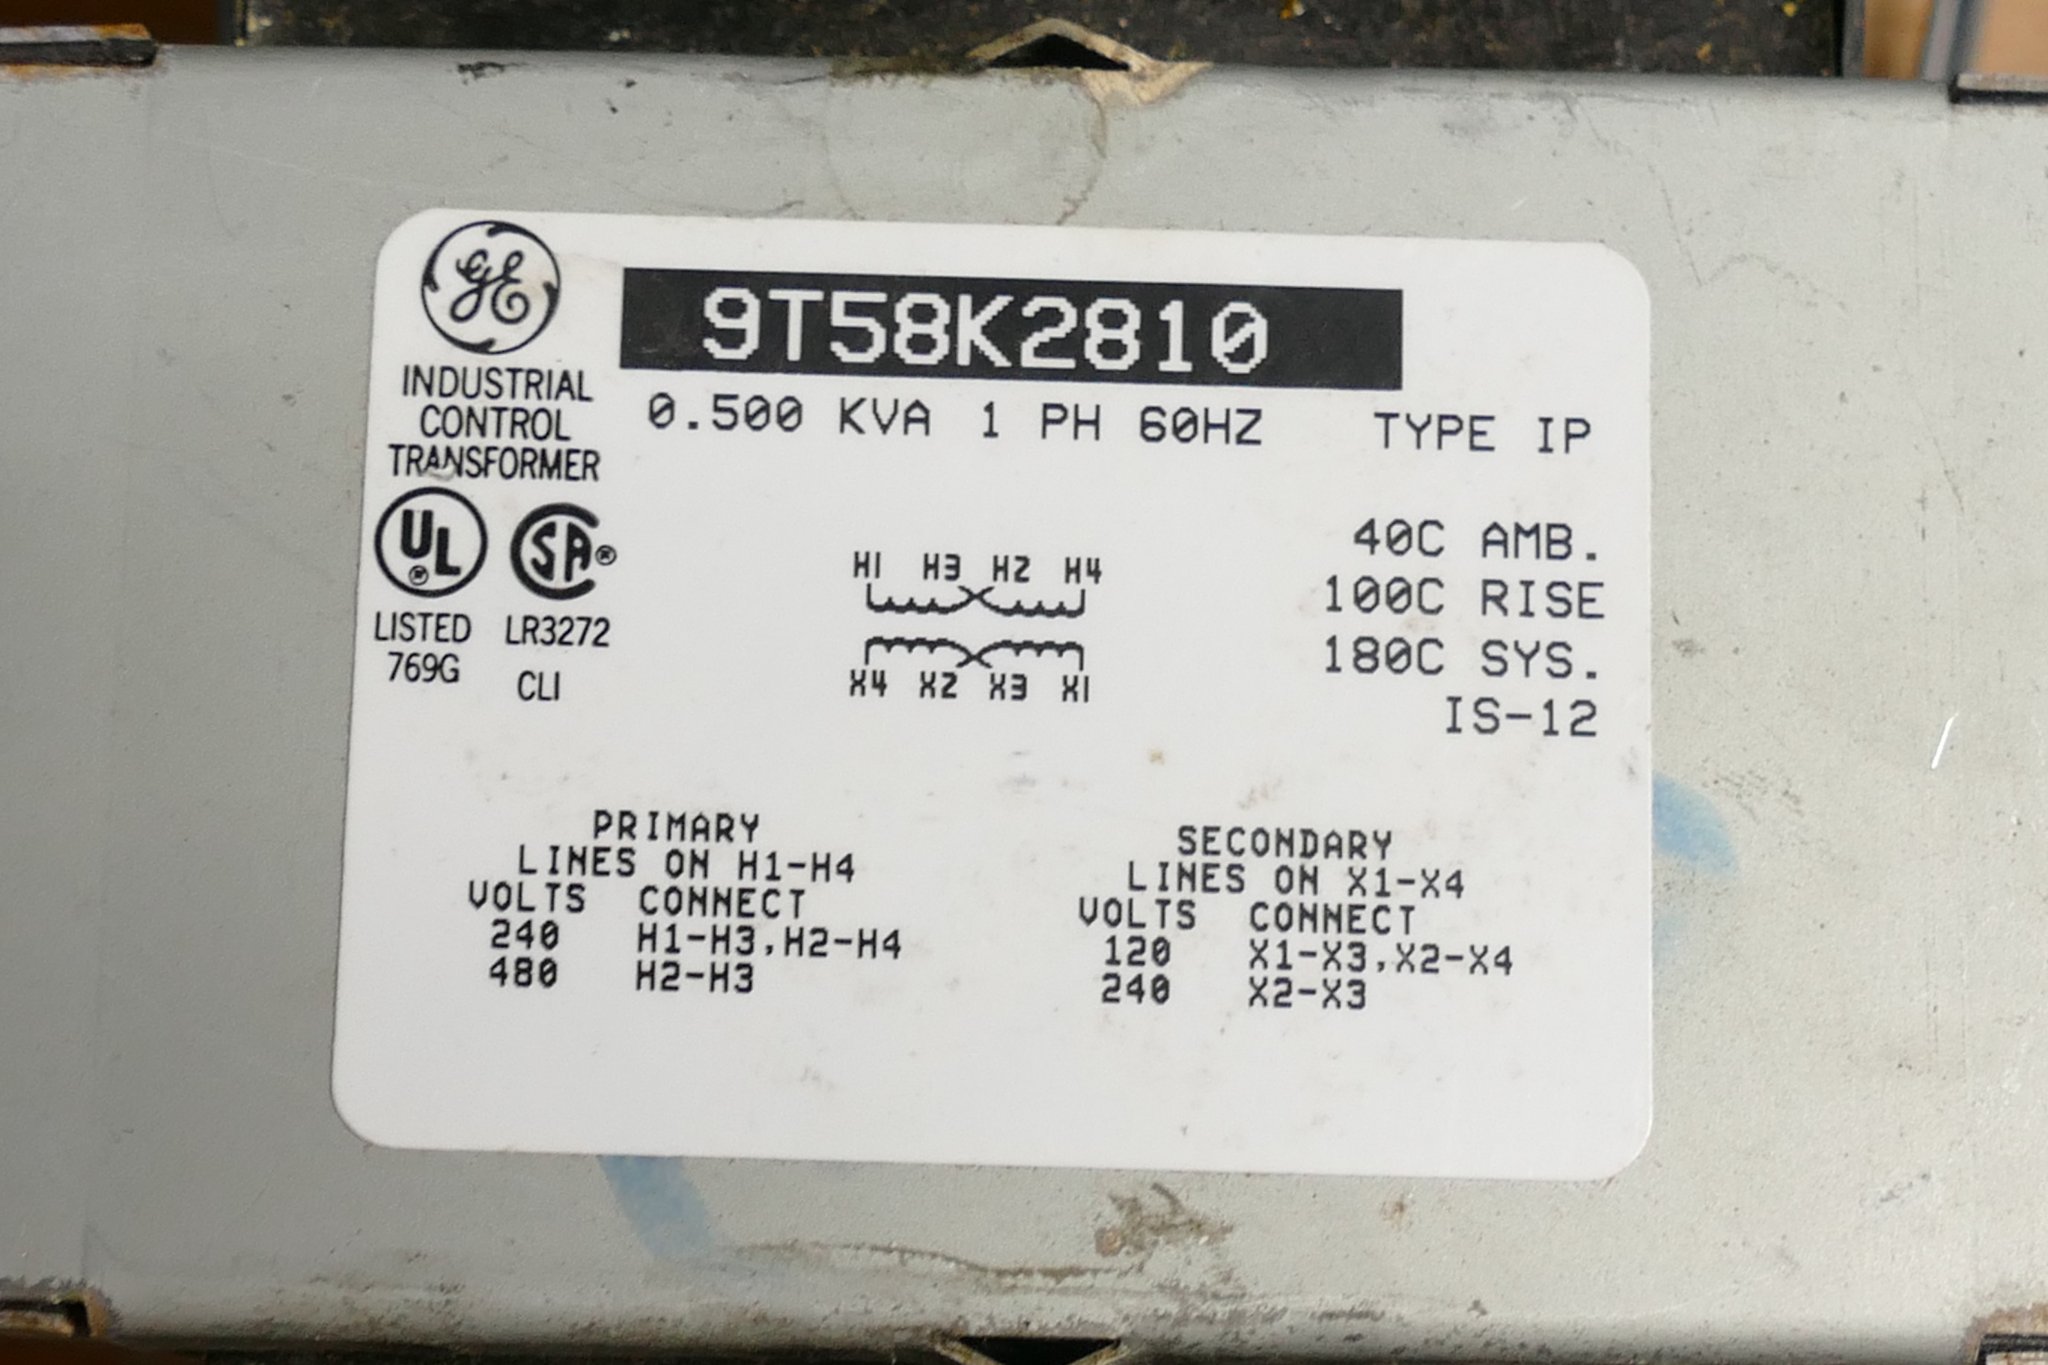 GE
9T58K2810
INDUSTRIAL
CONTROL
TRANSFORMER
0.500 KVA 1 PH 60HZ TYPE IP
UL
SA
LISTED
769G
LR3272
CLI
H1 H3 H2 H4
X4 X2 X3 X1
40C AMB.
100C RISE
180C SYS.
IS-12
PRIMARY
LINES ON H1-H4
VOLTS CONNECT
240 H1-H3,H2-H4
480 H2-H3
SECONDARY
LINES ON X1-X4
VOLTS CONNECT
120 X1-X3,X2-X4
240 X2-X3